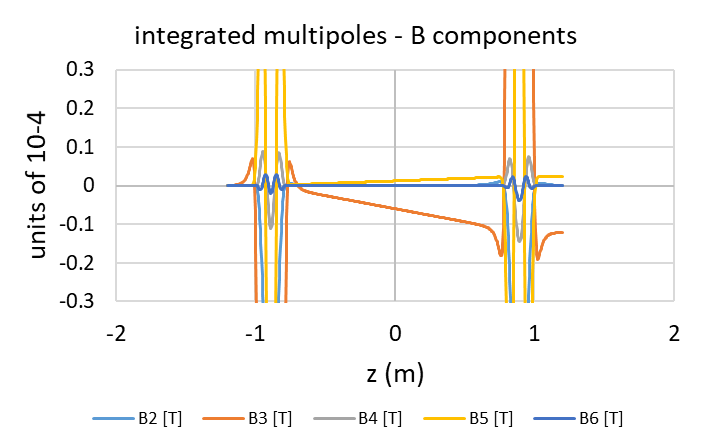 integrated multipoles - B components
units of 10-4
0.3
0.2
0.1
0
-0.1
-0.2
-0.3
-2
-1
0
1
2
z (m)
B2 [T]
B3 [T]
B4 [T]
B5 [T]
B6 [T]